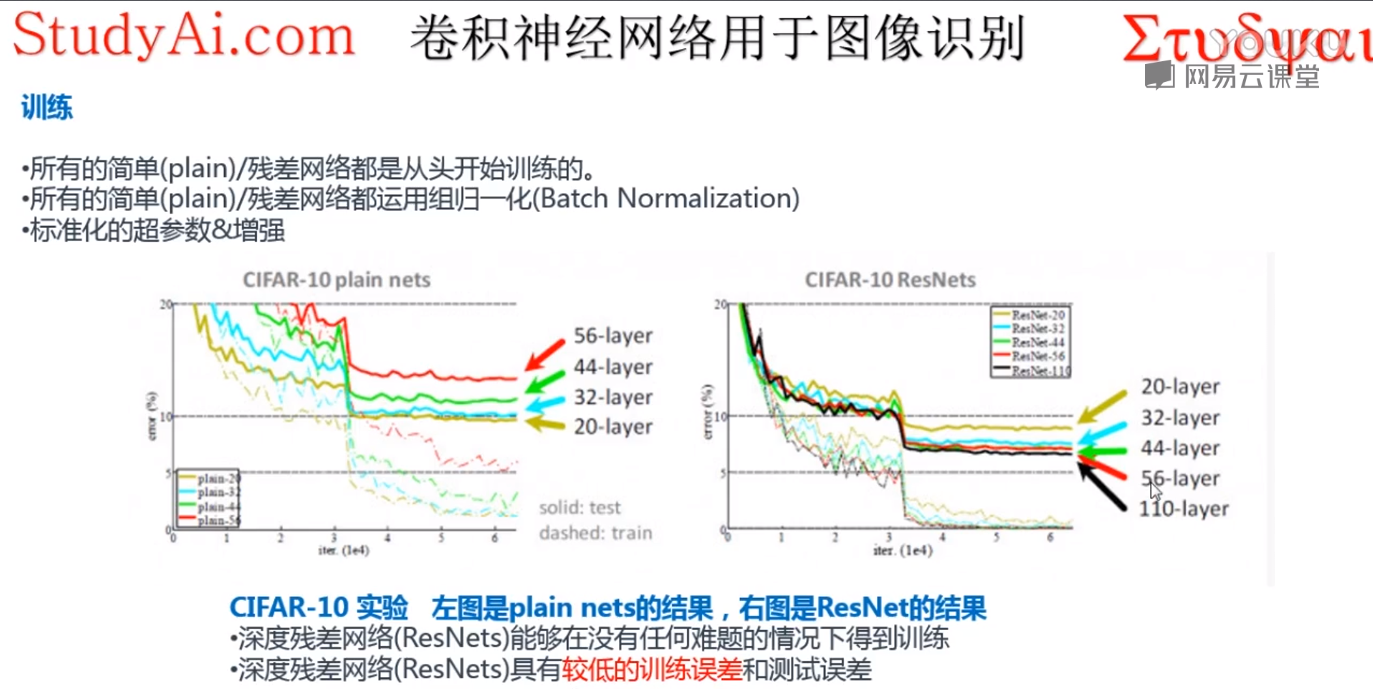 StudyAi.com 卷积神经网络用于图像识别 Στυδψαι
YOUKU
网易云课堂
训练
•所有的简单(plain)/残差网络都是从头开始训练的。
•所有的简单(plain)/残差网络都运用组归一化(Batch Normalization)
•标准化的超参数&增强
CIFAR-10 plain nets
20
10
5
0
error (%)
0 1 2 3 4 5 6
iter. (1e4)
plain-20
plain-32
plain-44
plain-56
56-layer
44-layer
32-layer
20-layer
solid: test
dashed: train
CIFAR-10 ResNets
20
10
5
0
error (%)
0 1 2 3 4 5 6
iter. (1e4)
ResNet-20
ResNet-32
ResNet-44
ResNet-56
ResNet-110
20-layer
32-layer
44-layer
56-layer
110-layer
CIFAR-10 实验 左图是plain nets的结果，右图是ResNet的结果
•深度残差网络(ResNets)能够在没有任何难题的情况下得到训练
•深度残差网络(ResNets)具有较低的训练误差和测试误差